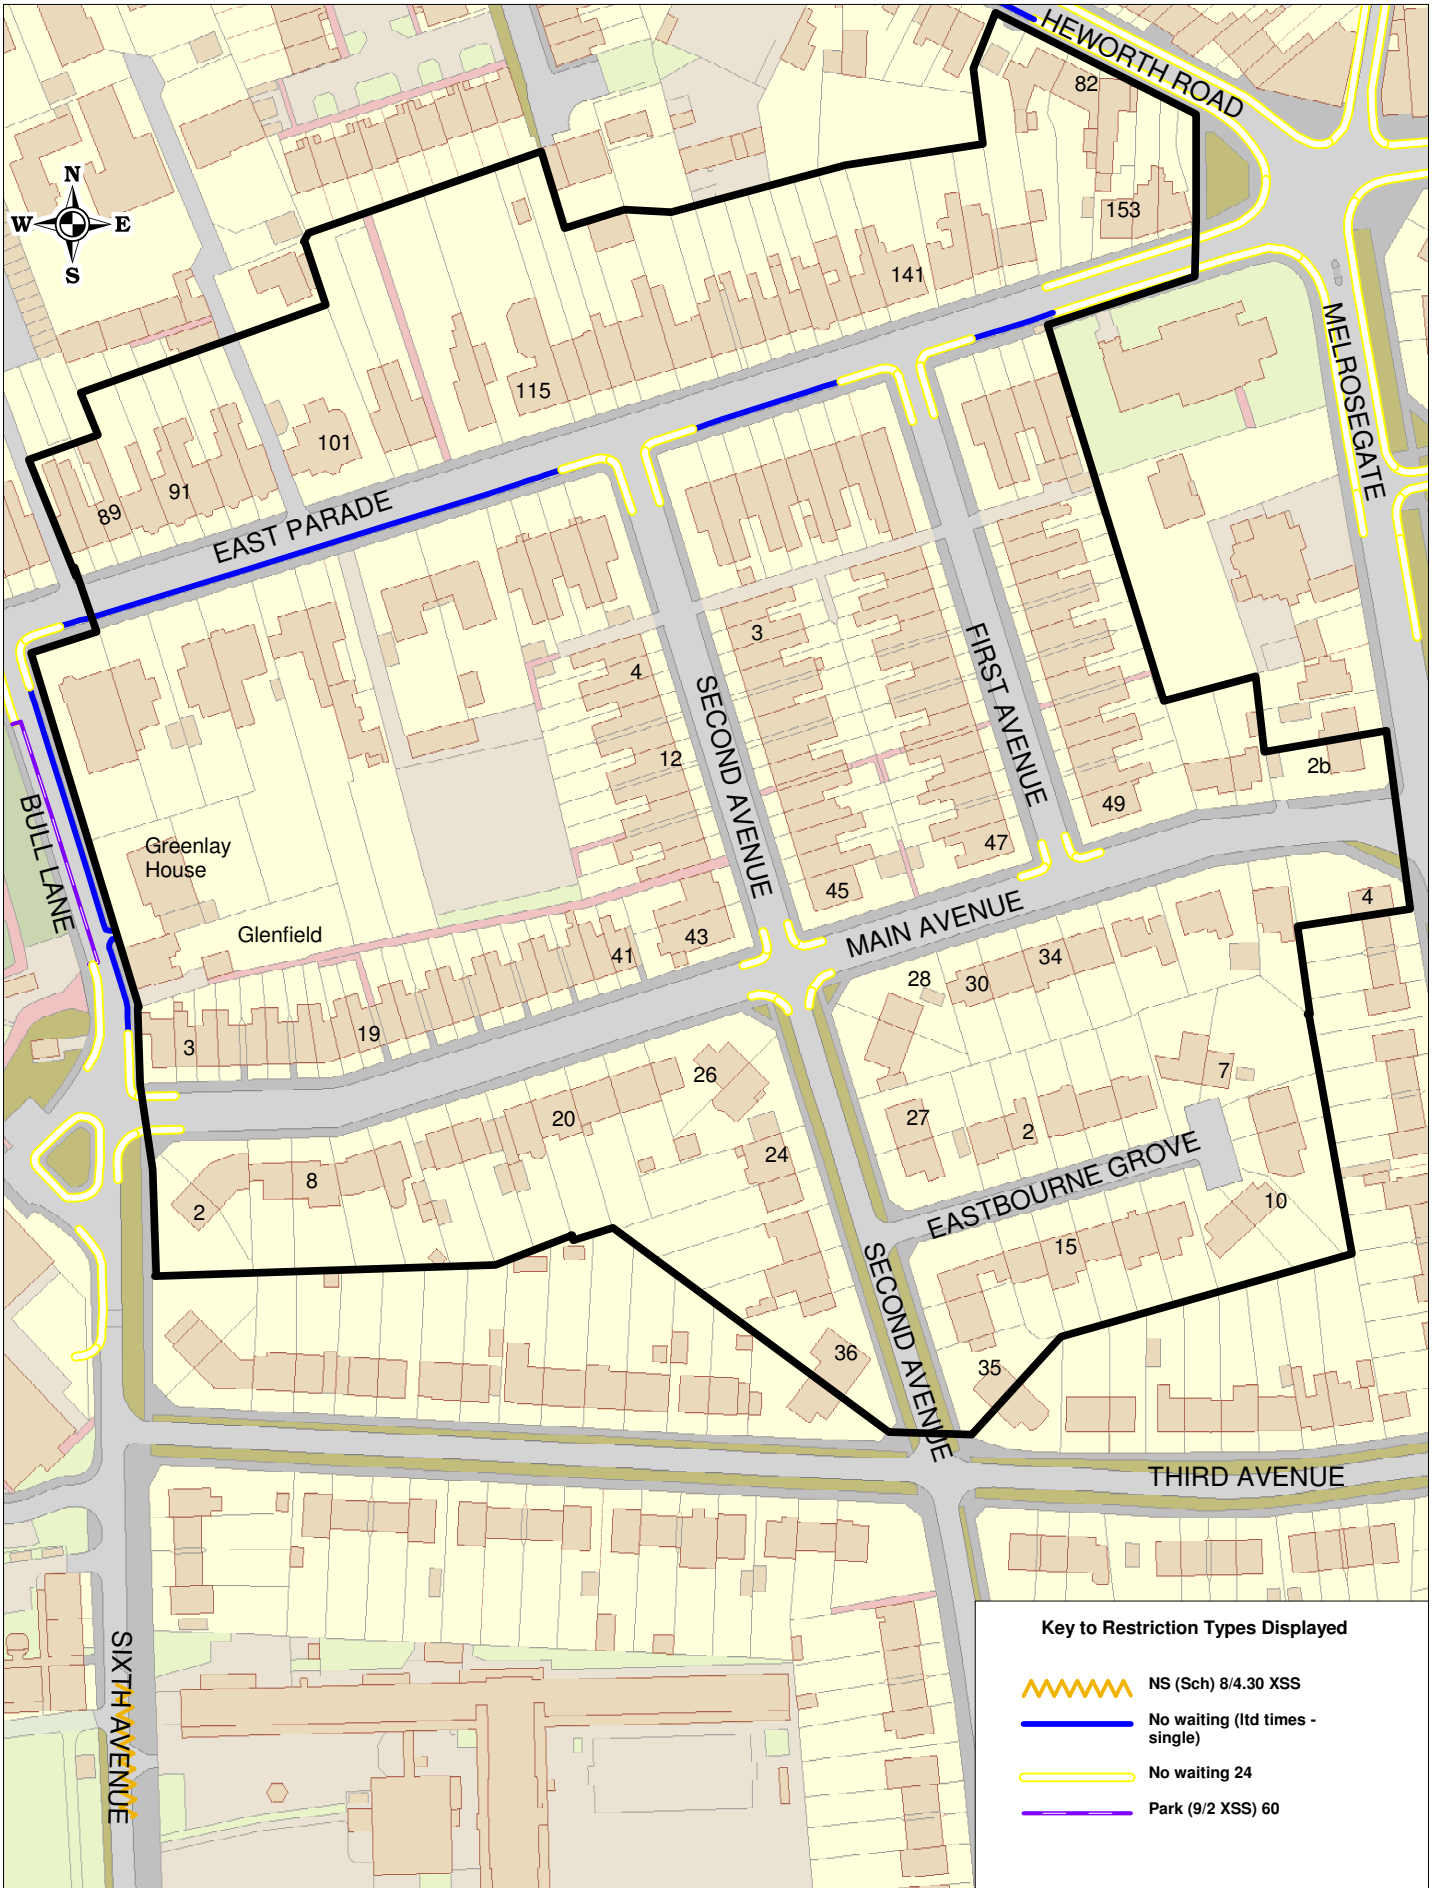 HEWORTH ROAD
82
N
W
E
S
153
141
MELROSEGATE
115
101
91
89
EAST PARADE
3
FIRST AVENUE
4
SECOND AVENUE
12
2b
49
BULL LANE
Greenlay
House
47
45
4
Glenfield
43
41
MAIN AVENUE
34
28
30
19
3
26
7
20
27
2
24
EASTBOURNE GROVE
8
2
10
15
SECOND AVENUE
36
35
THIRD AVENUE
SIXTH AVENUE
Key to Restriction Types Displayed
NS (Sch) 8/4.30 XSS
No waiting (ltd times -
single)
No waiting 24
Park (9/2 XSS) 60